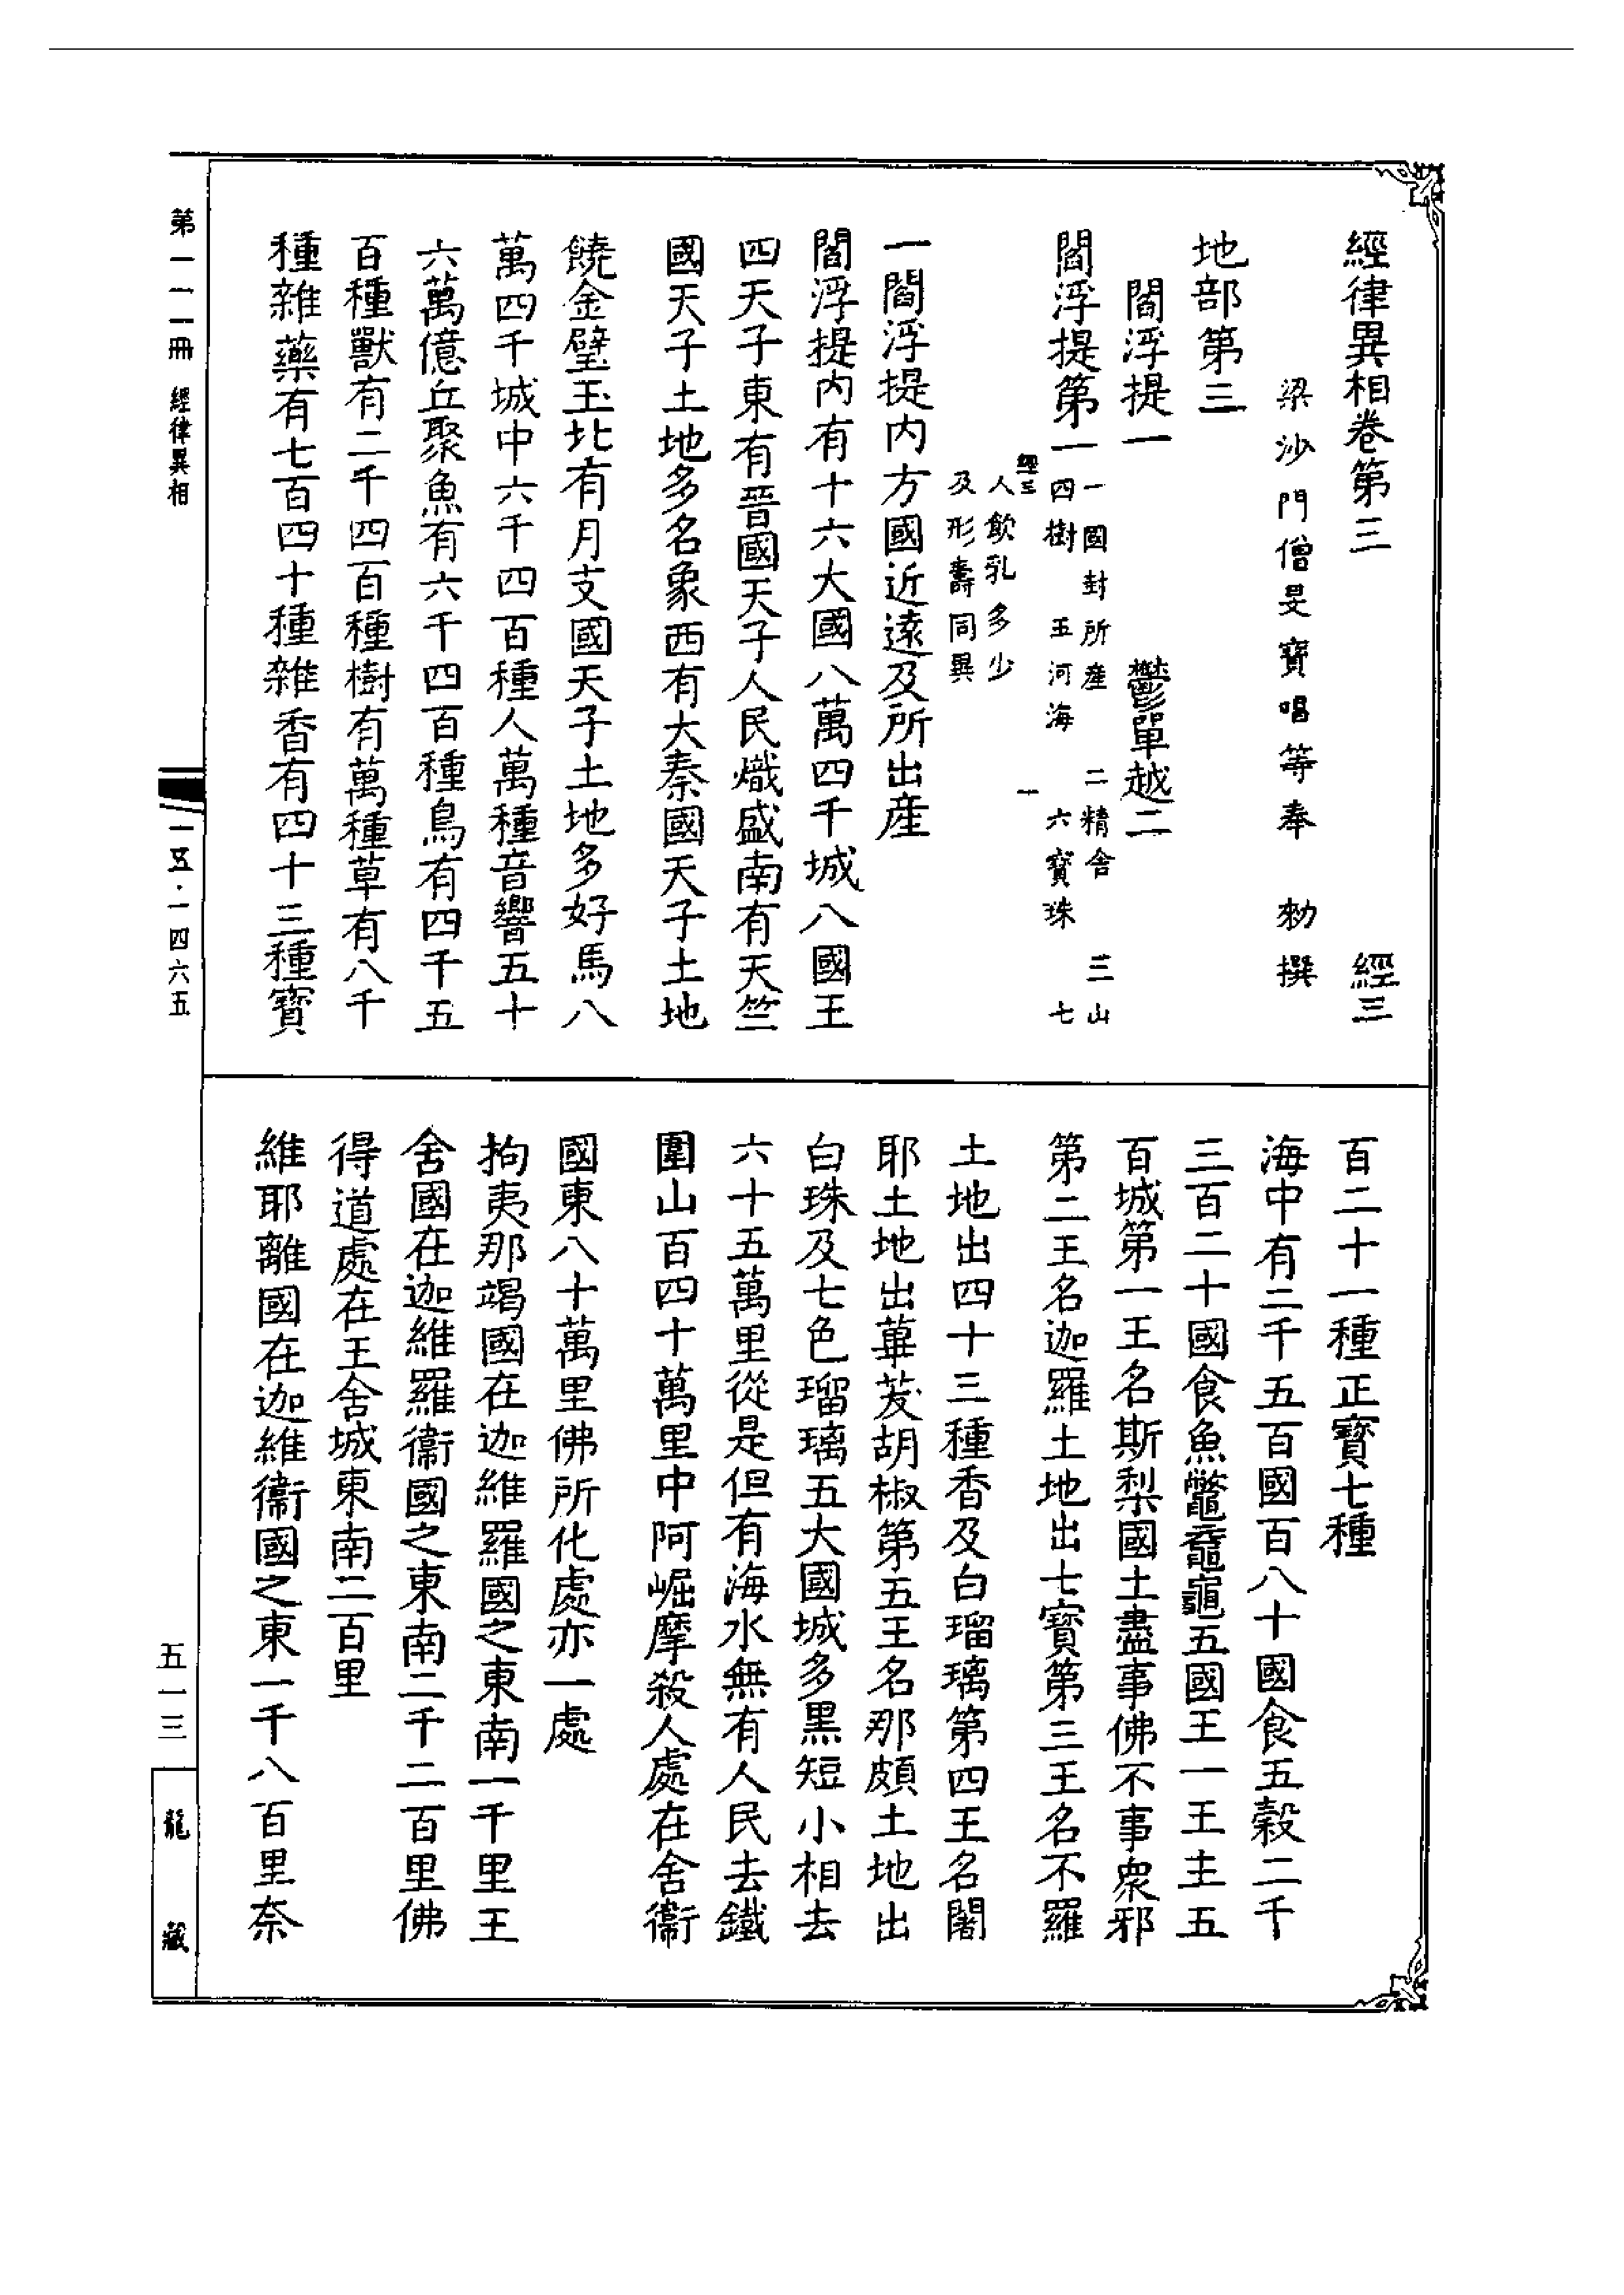 經律異相卷第三　經三
梁沙門僧旻寶唱等奉　勅撰
地部第三
閻浮提一　鬱單越二
閻浮提第一
一國封所產　二精舍　三山
四樹　五河海　六寶珠　七
經三　一
人飲乳多少
及形壽同異
一閻浮提内方國近遠及所出産
閻浮提内有十六大國八萬四千城八國王
四天子東有晉國天子人民熾盛南有天竺
國天子土地多名象西有大秦國天子土地
饒金璧玉北有月支國天子土地多好馬八
萬四千城中六千四百種人萬種音響五十
六萬億丘聚魚有六千四百種鳥有四千五
百種獸有二千四百種樹有萬種草有八千
種雜藥有七百四十種雜香有四十三種寶
百二十一種正寶七種
海中有二千五百國百八十國食五穀二千
三百二十國食魚鼈黿鼉五國王一王主五
百城第一王名斯梨國土盡事佛不事衆邪
第二王名迦羅土地出七寶第三王名不羅
土地出四十三種香及白瑠璃第四王名闍
耶土地出蓽茇胡椒第五王名那頗土地出
白珠及七色瑠璃五大國城多黑短小相去
六十五萬里從是但有海水無有人民去鐵
圍山百四十萬里中阿崛摩殺人處在舍衞
國東八十萬里佛所化處亦一處
拘夷那竭國在迦維羅國之東南一千里王
舍國在迦維羅衞國之東南二千二百里佛
得道處在王舍城東南二百里
維耶離國在迦維衞國之東一千八百里奈
第一一一冊　經律異相
一五·一四六五
五一三
龍藏